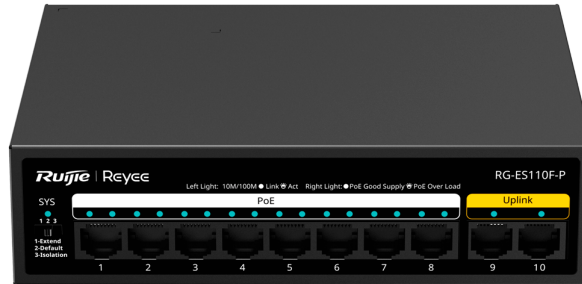 Ruijie | Reyee
RG-ES110F-P
Left Light: 10M/100M ● Link Act Right Light: ● PoE Good Supply PoE Over Load
SYS
PoE
Uplink
1 2 3
1-Extend
2-Default
3-Isolation
1 2 3 4 5 6 7 8 9 10